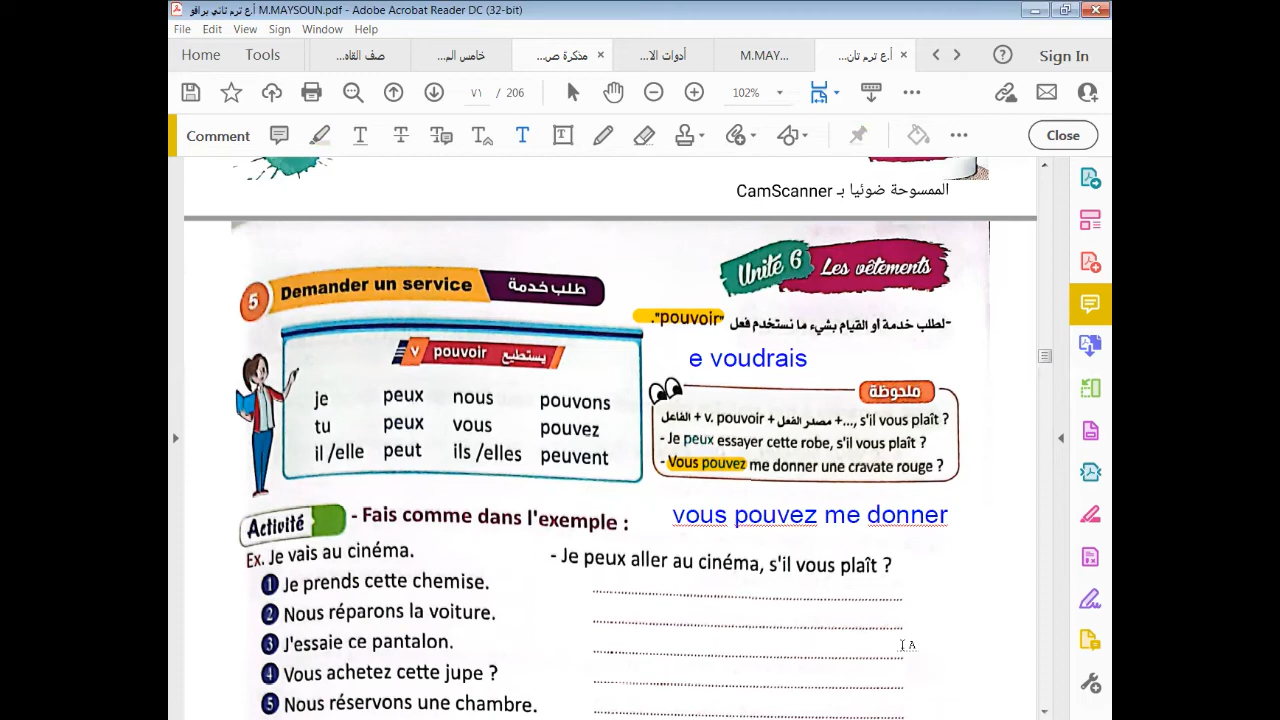 أ.ع ترم تاني برافو M.MAYSOUN.pdf - Adobe Acrobat Reader DC (32-bit)
File Edit View Sign Window Help
Home Tools صف القاه... خامس الم... مذكرة ص... أدوات الا... M.MAY... أ.ع ترم تان... Sign In
٧١ / 206 102%
Comment Close
الممسوحة ضوئيا بـ CamScanner
Unité 6 Les vêtements
5 Demander un service طلب خدمة
-لطلب خدمة أو القيام بشيء ما نستخدم فعل "pouvoir".
v pouvoir يستطيع
e voudrais
je peux nous pouvons
tu peux vous pouvez
il /elle peut ils /elles peuvent
ملحوظة
الفاعل + v. pouvoir + مصدر الفعل +..., s'il vous plaît ?
- Je peux essayer cette robe, s'il vous plaît ?
- Vous pouvez me donner une cravate rouge ?
vous pouvez me donner
Activité - Fais comme dans l'exemple :
Ex. Je vais au cinéma. - Je peux aller au cinéma, s'il vous plaît ?
1 Je prends cette chemise.
2 Nous réparons la voiture.
3 J'essaie ce pantalon.
4 Vous achetez cette jupe ?
5 Nous réservons une chambre.